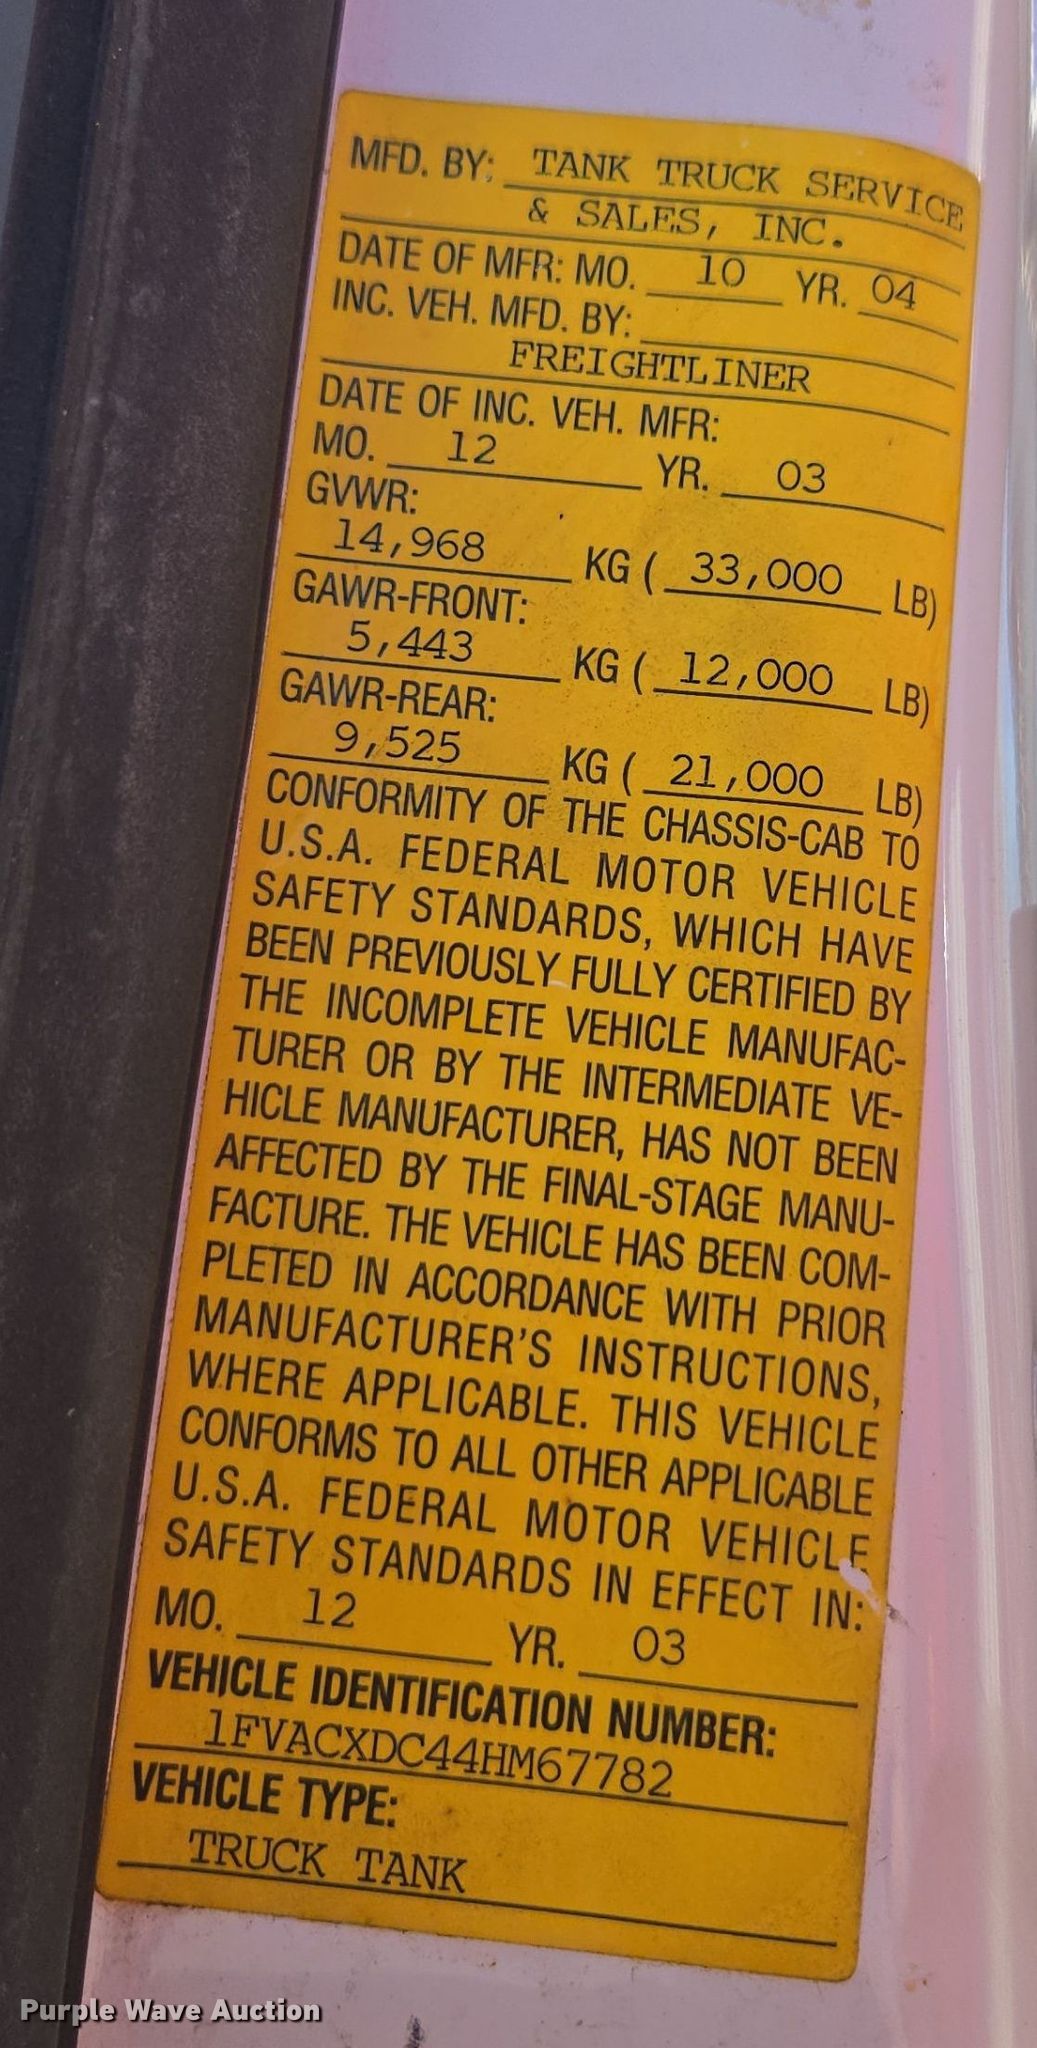 MFD. BY: TANK TRUCK SERVICE
& SALES, INC.
DATE OF MFR: MO. 10 YR. 04
INC. VEH. MFD. BY:
FREIGHTLINER
DATE OF INC. VEH. MFR:
MO. 12 YR. 03
GVWR:
14,968 KG ( 33,000 LB)
GAWR-FRONT:
5,443 KG ( 12,000 LB)
GAWR-REAR:
9,525 KG ( 21,000 LB)
CONFORMITY OF THE CHASSIS-CAB TO
U.S.A. FEDERAL MOTOR VEHICLE
SAFETY STANDARDS, WHICH HAVE
BEEN PREVIOUSLY FULLY CERTIFIED BY
THE INCOMPLETE VEHICLE MANUFAC-
TURER OR BY THE INTERMEDIATE VE-
HICLE MANUFACTURER, HAS NOT BEEN
AFFECTED BY THE FINAL-STAGE MANU-
FACTURE. THE VEHICLE HAS BEEN COM-
PLETED IN ACCORDANCE WITH PRIOR
MANUFACTURER'S INSTRUCTIONS,
WHERE APPLICABLE. THIS VEHICLE
CONFORMS TO ALL OTHER APPLICABLE
U.S.A. FEDERAL MOTOR VEHICLE
SAFETY STANDARDS IN EFFECT IN:
MO. 12 YR. 03
VEHICLE IDENTIFICATION NUMBER:
1FVACXDC44HM67782
VEHICLE TYPE:
TRUCK TANK
Purple Wave Auction